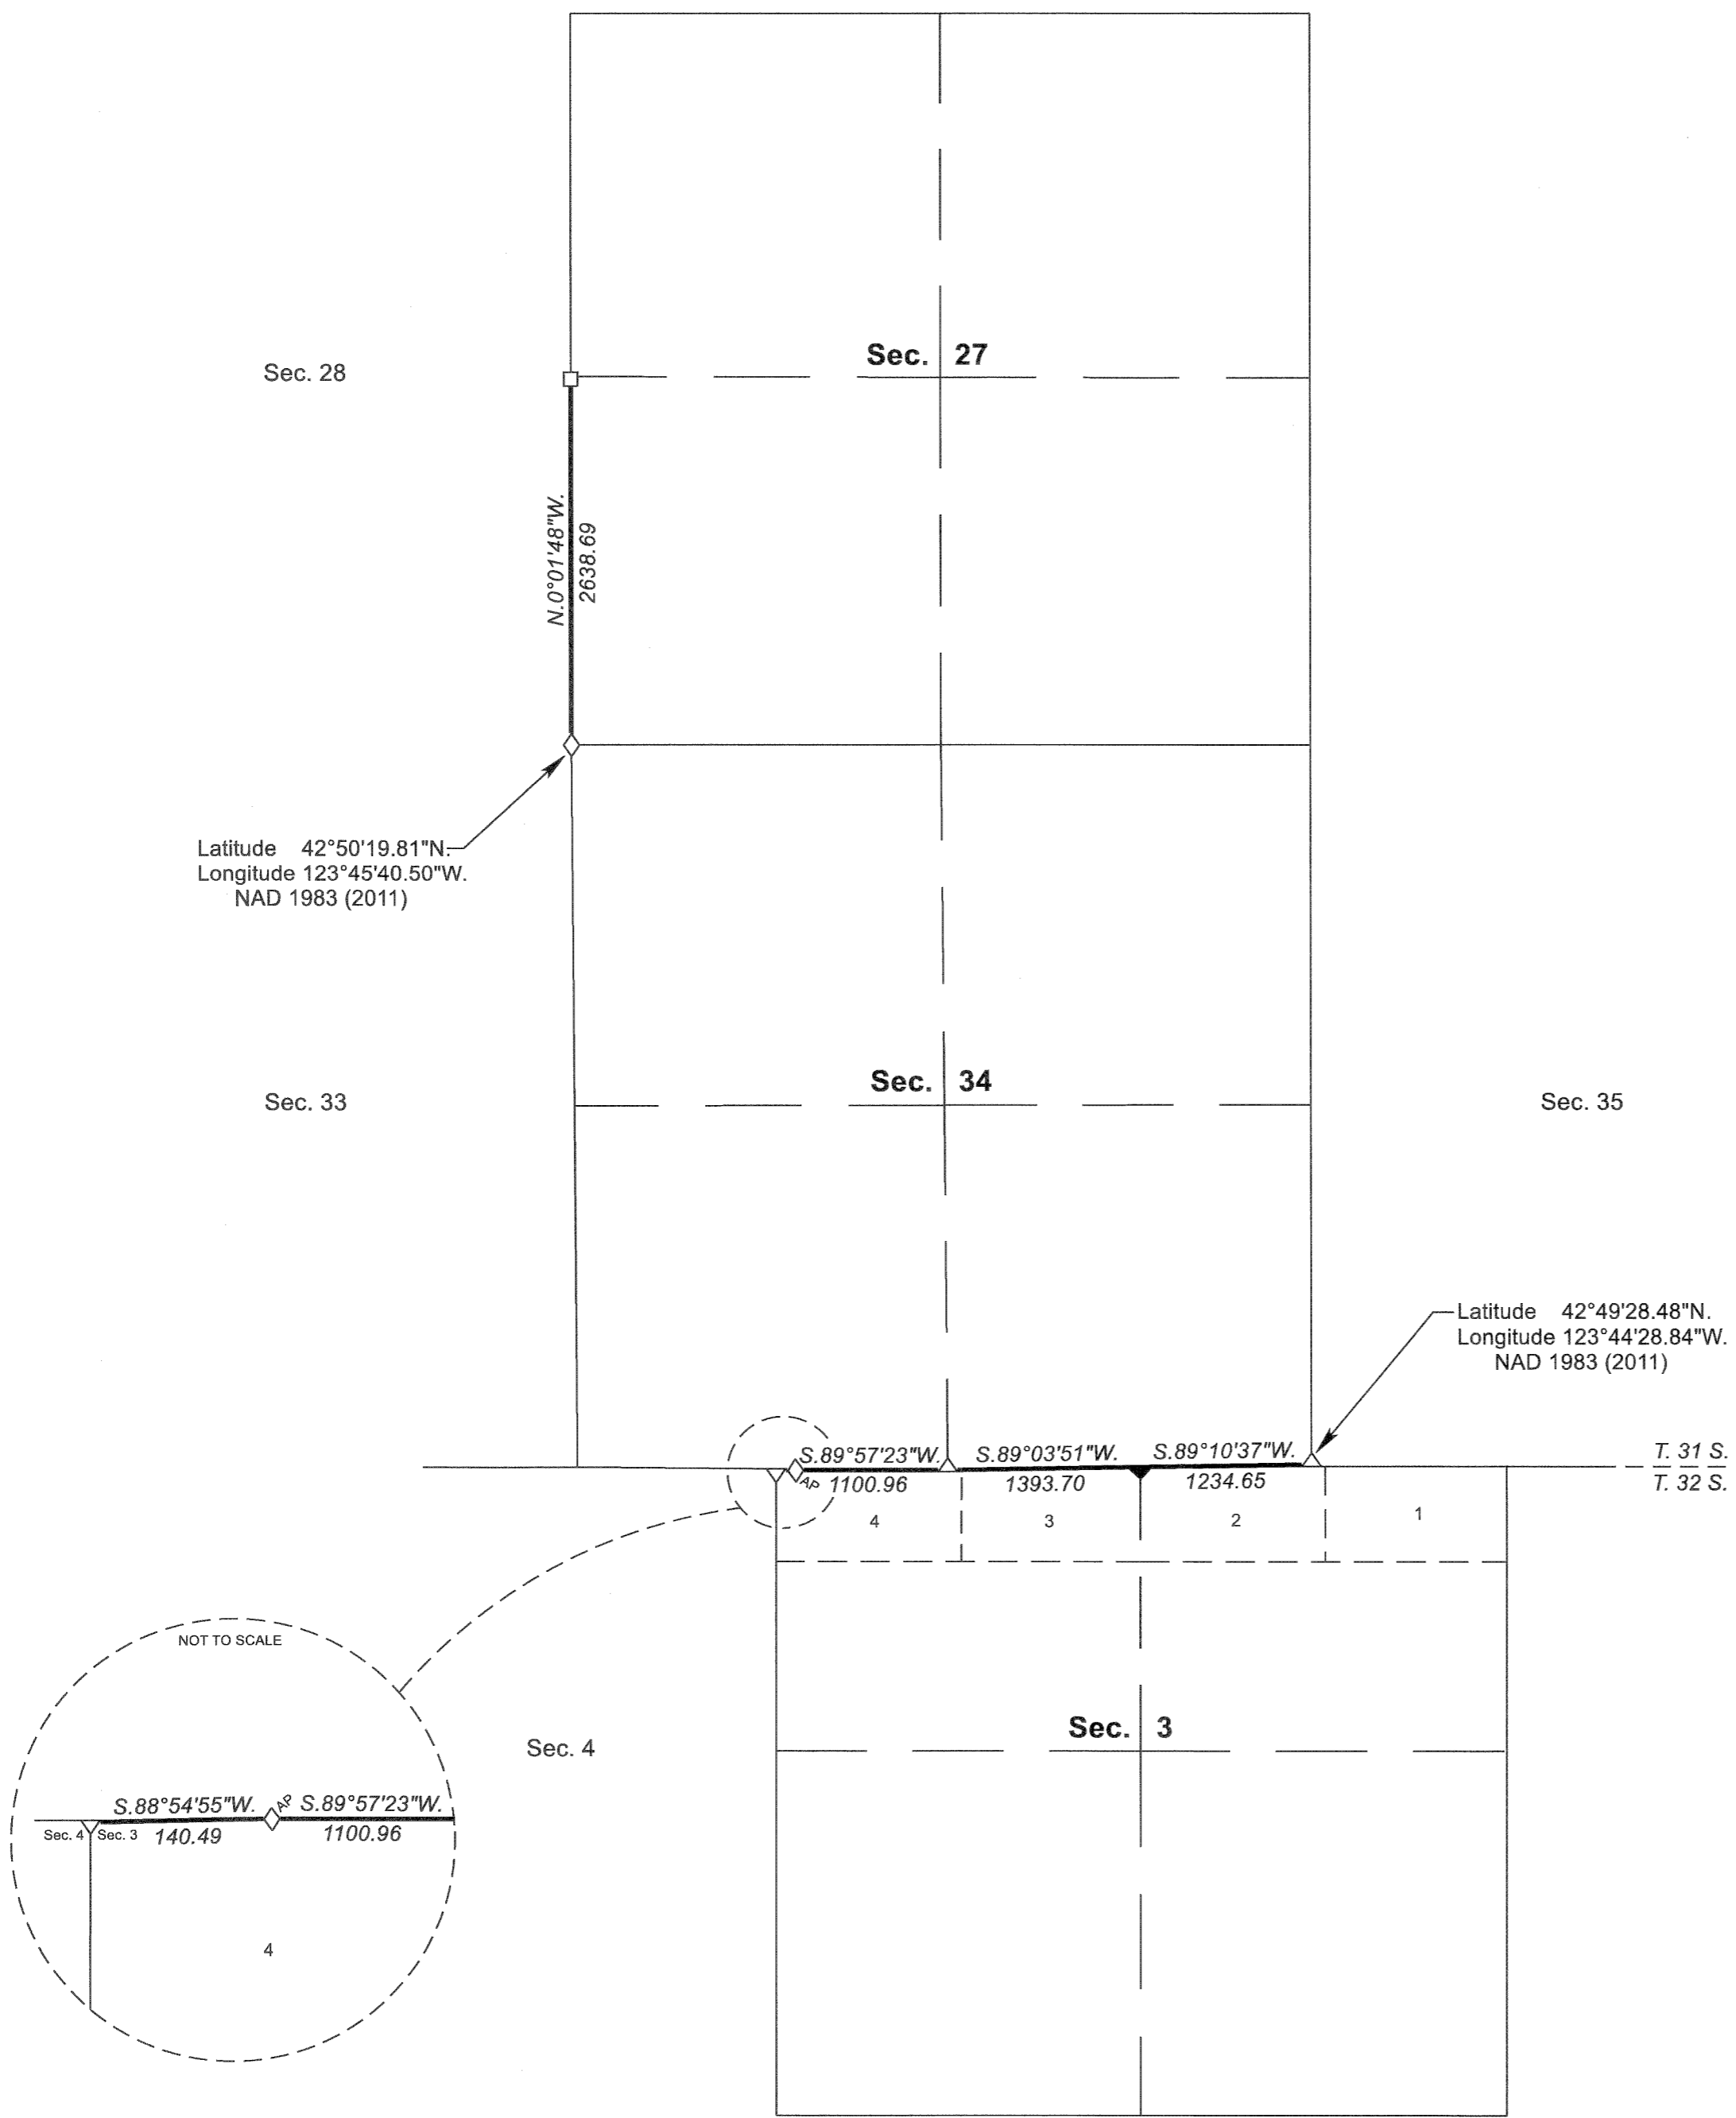 Sec. 27
Sec. 28
N.0°01'48"W.
2638.69
Latitude 42°50'19.81"N.
Longitude 123°45'40.50"W.
NAD 1983 (2011)
Sec. 34
Sec. 33
Sec. 35
Latitude 42°49'28.48"N.
Longitude 123°44'28.84"W.
NAD 1983 (2011)
S.89°57'23"W. S.89°03'51"W. S.89°10'37"W.
T. 31 S.
AP 1100.96 1393.70 1234.65
T. 32 S.
4 3 2 1
NOT TO SCALE
Sec. 3
Sec. 4
S.88°54'55"W. AP S.89°57'23"W.
Sec. 4 Sec. 3 140.49 1100.96
4